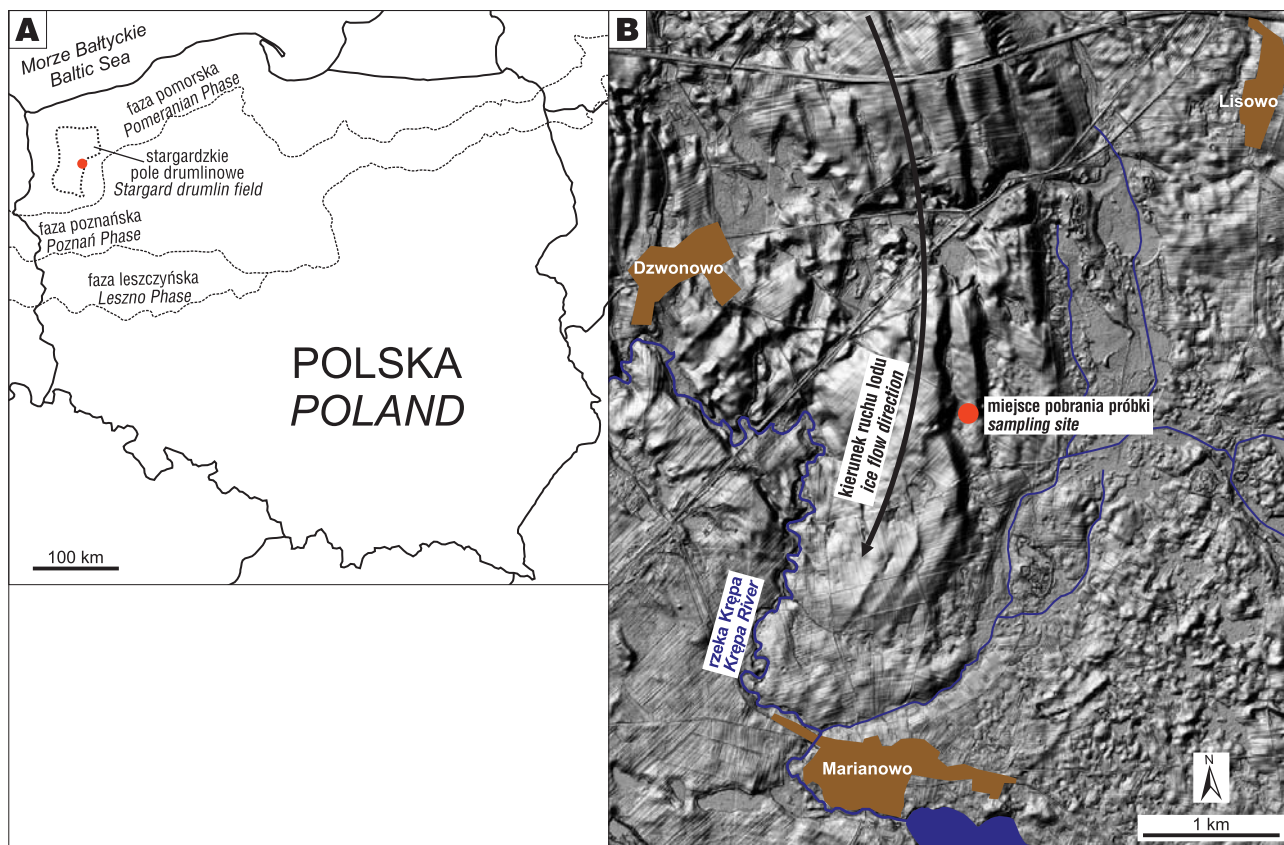 A
Morze Bałtyckie
Baltic Sea
faza pomorska
Pomeranian Phase
stargardzkie
pole drumlinowe
Stargard drumlin field
faza poznańska
Poznań Phase
faza leszczyńska
Leszno Phase
POLSKA
POLAND
100 km
B
Lisowo
Dzwonowo
kierunek ruchu lodu
ice flow direction
miejsce pobrania próbki
sampling site
rzeka Krępa
Krępa River
Marianowo
N
1 km